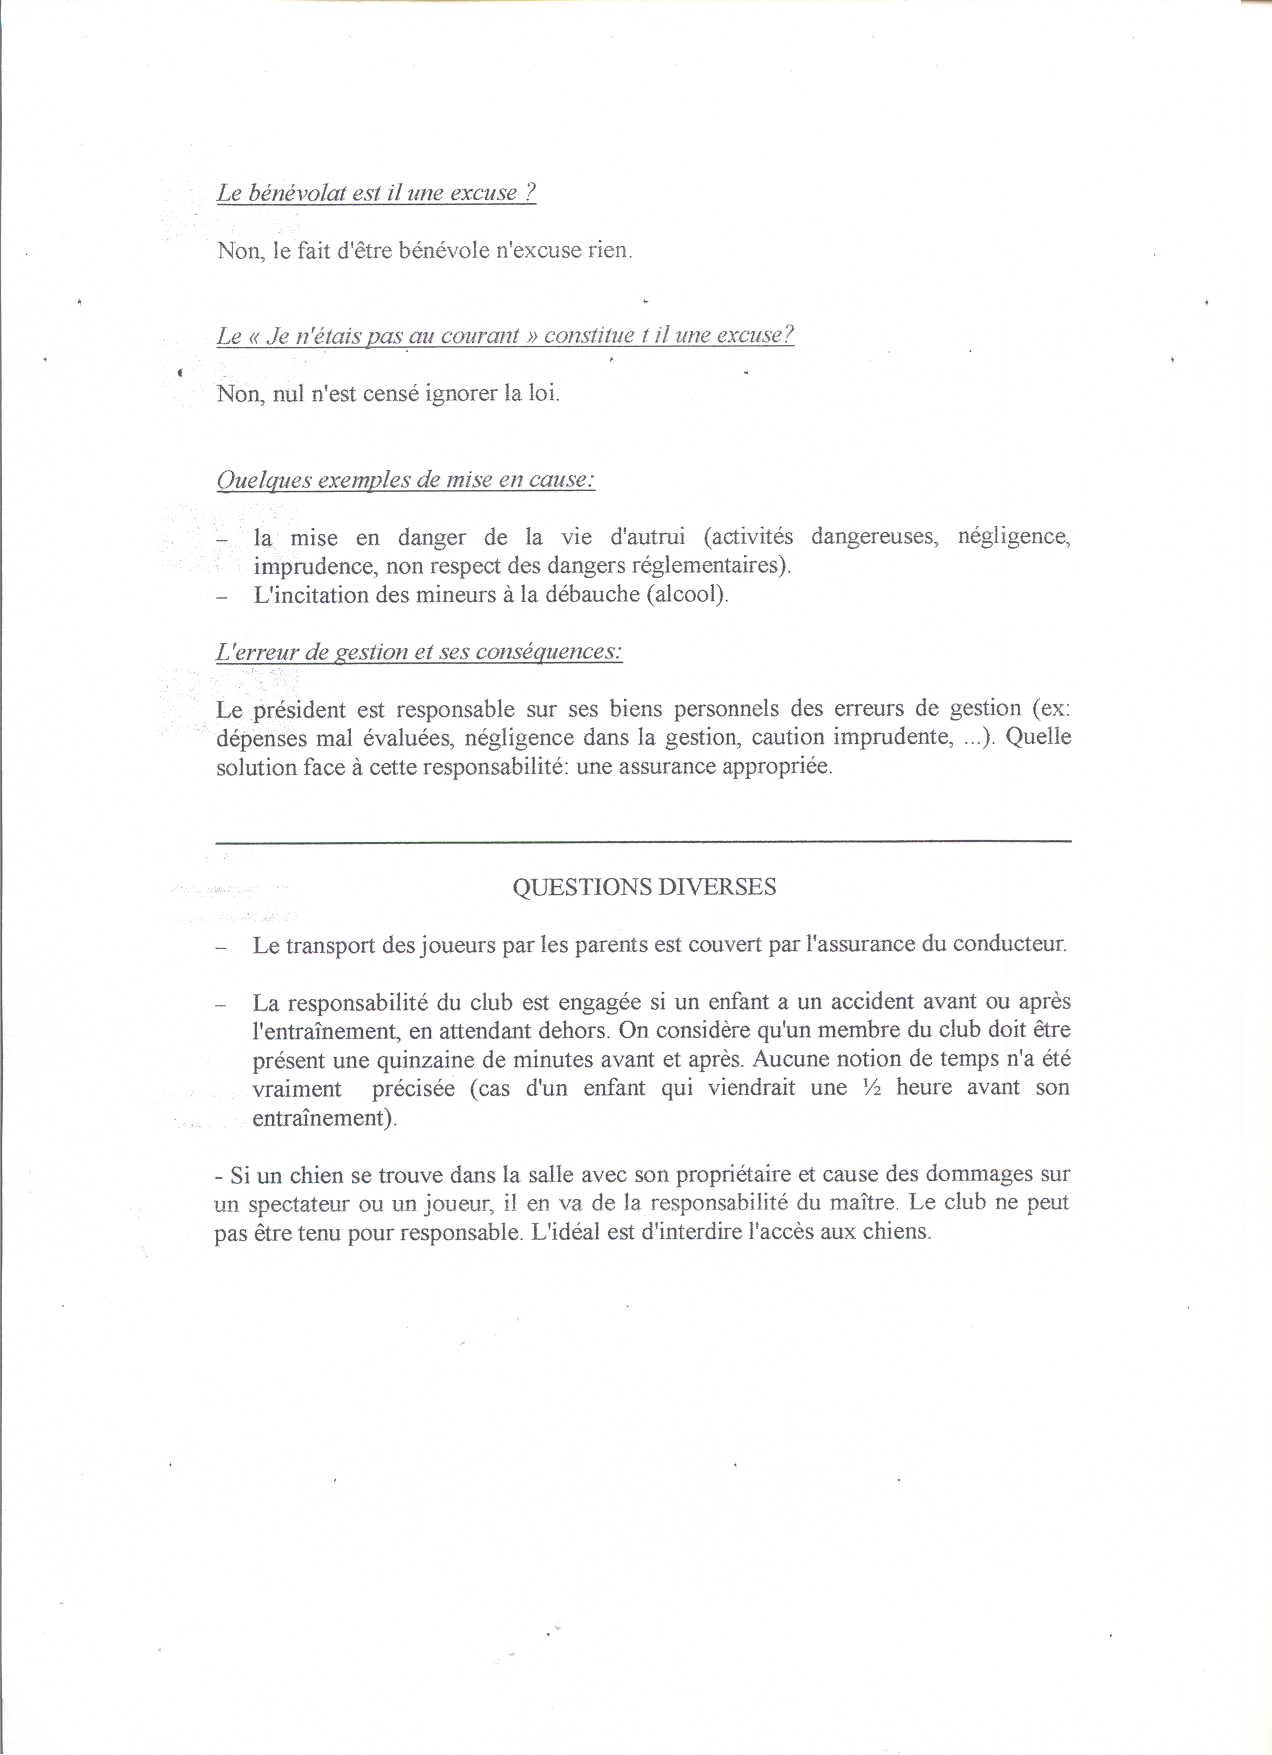 Le bénévolat est il une excuse ?
Non, le fait d'être bénévole n'excuse rien.
Le « Je n'étais pas au courant » constitue t il une excuse?
Non, nul n'est censé ignorer la loi.
Quelques exemples de mise en cause:
– la mise en danger de la vie d'autrui (activités dangereuses, négligence,
imprudence, non respect des dangers réglementaires).
– L'incitation des mineurs à la débauche (alcool).
L'erreur de gestion et ses conséquences:
Le président est responsable sur ses biens personnels des erreurs de gestion (ex:
dépenses mal évaluées, négligence dans la gestion, caution imprudente, ...). Quelle
solution face à cette responsabilité: une assurance appropriée.
QUESTIONS DIVERSES
– Le transport des joueurs par les parents est couvert par l'assurance du conducteur.
– La responsabilité du club est engagée si un enfant a un accident avant ou après
l'entraînement, en attendant dehors. On considère qu'un membre du club doit être
présent une quinzaine de minutes avant et après. Aucune notion de temps n'a été
vraiment précisée (cas d'un enfant qui viendrait une ½ heure avant son
entraînement).
- Si un chien se trouve dans la salle avec son propriétaire et cause des dommages sur
un spectateur ou un joueur, il en va de la responsabilité du maître. Le club ne peut
pas être tenu pour responsable. L'idéal est d'interdire l'accès aux chiens.